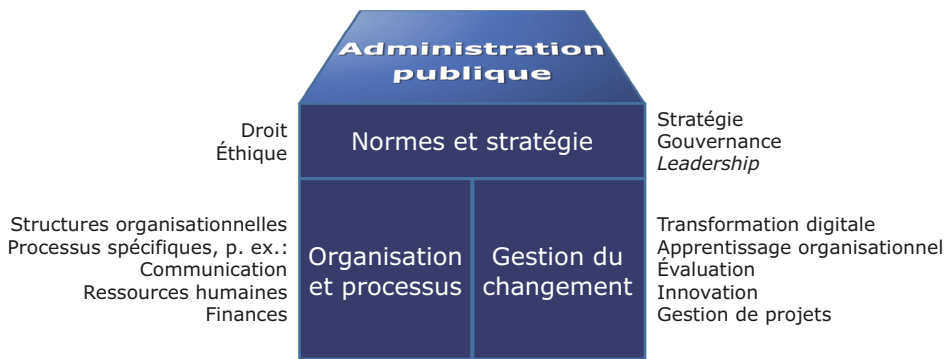 Administration
publique
Droit
Éthique
Normes et stratégie
Stratégie
Gouvernance
Leadership
Structures organisationnelles
Processus spécifiques, p. ex.:
Communication
Ressources humaines
Finances
Organisation
et processus
Gestion du
changement
Transformation digitale
Apprentissage organisationnel
Évaluation
Innovation
Gestion de projets